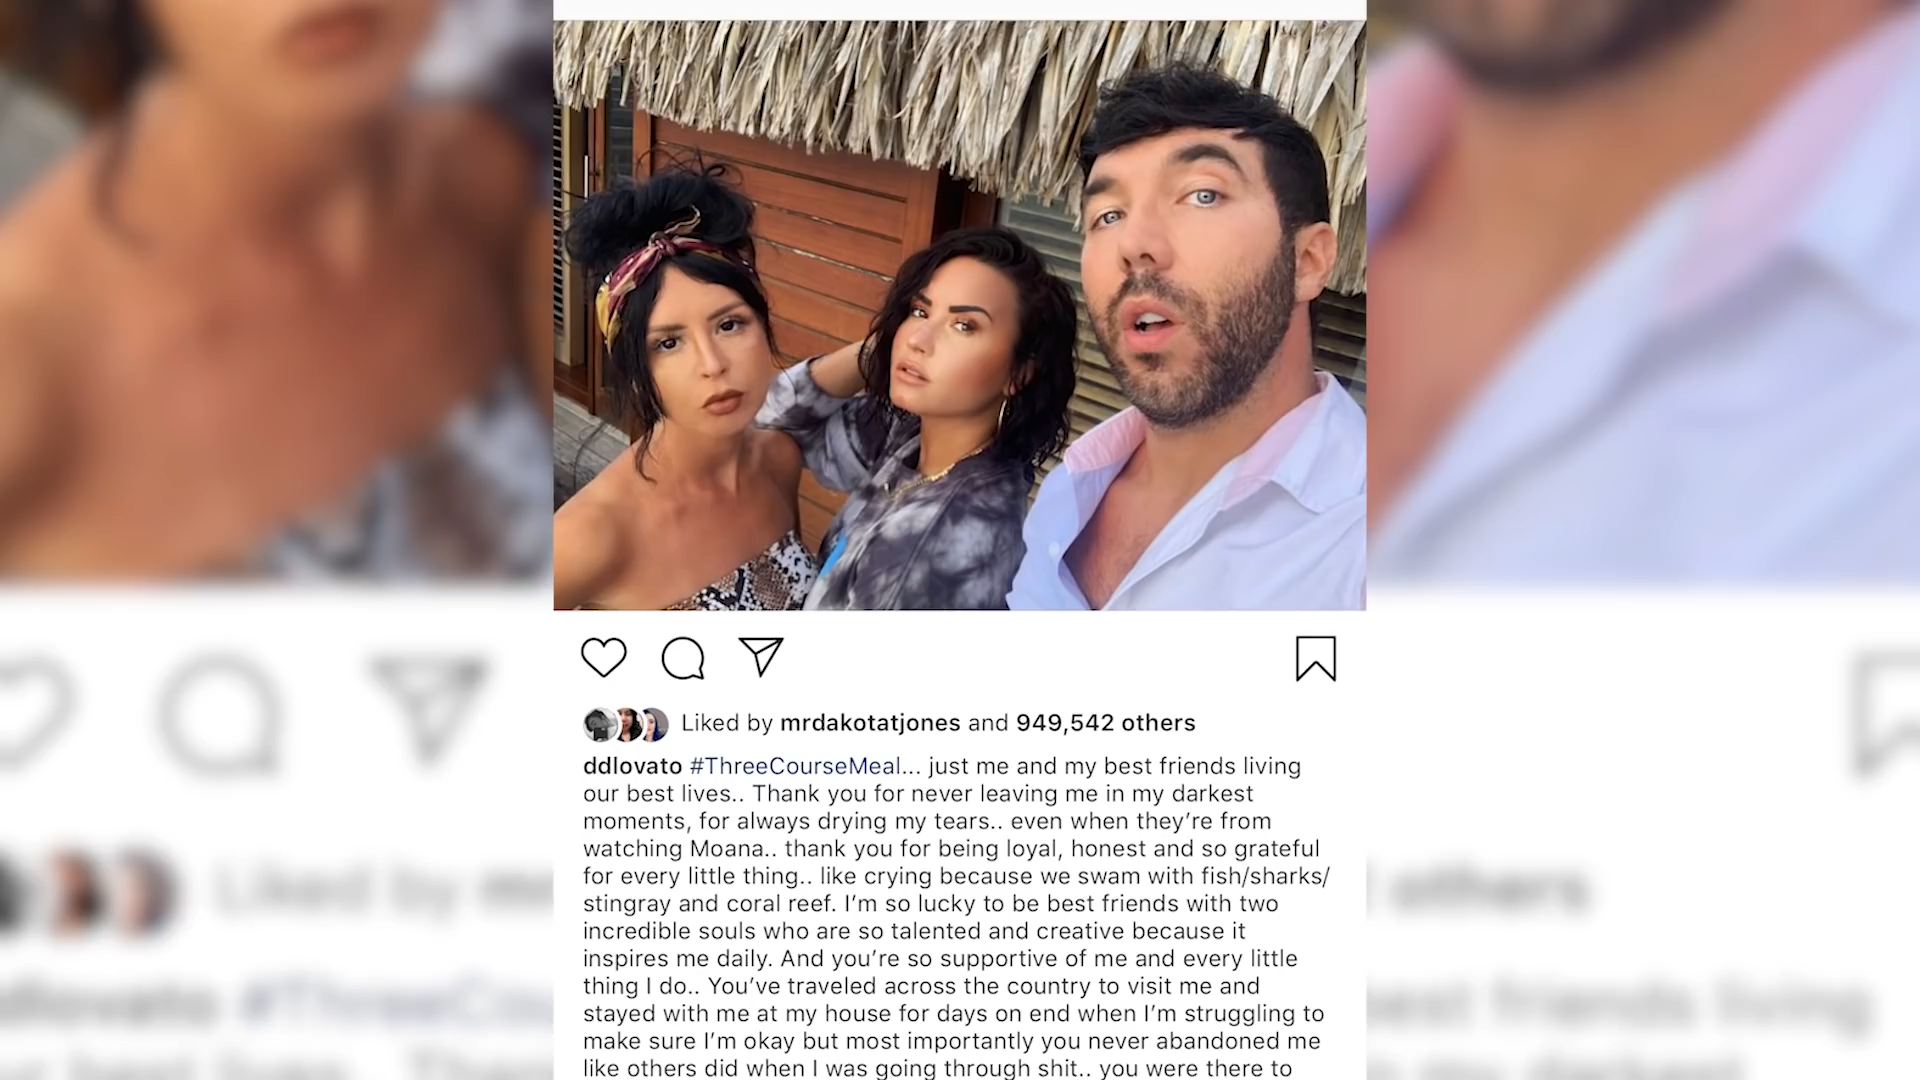 Liked by mrdakotatjones and 949,542 others
ddlovato #ThreeCourseMeal... just me and my best friends living
our best lives.. Thank you for never leaving me in my darkest
moments, for always drying my tears.. even when they’re from
watching Moana.. thank you for being loyal, honest and so grateful
for every little thing.. like crying because we swam with fish/sharks/
stingray and coral reef. I’m so lucky to be best friends with two
incredible souls who are so talented and creative because it
inspires me daily. And you’re so supportive of me and every little
thing I do.. You’ve traveled across the country to visit me and
stayed with me at my house for days on end when I’m struggling to
make sure I’m okay but most importantly you never abandoned me
like others did when I was going through shit.. you were there to